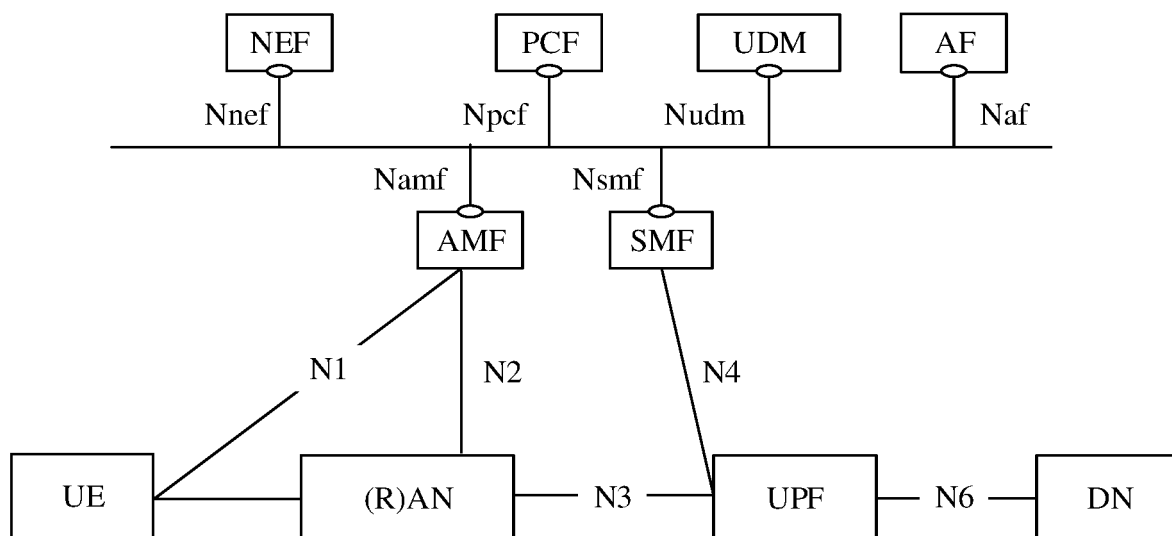 NEF PCF UDM AF
Nnef Npcf Nudm Naf
Namf Nsmf
AMF SMF
N1 N2 N4
UE (R)AN N3 UPF N6 DN